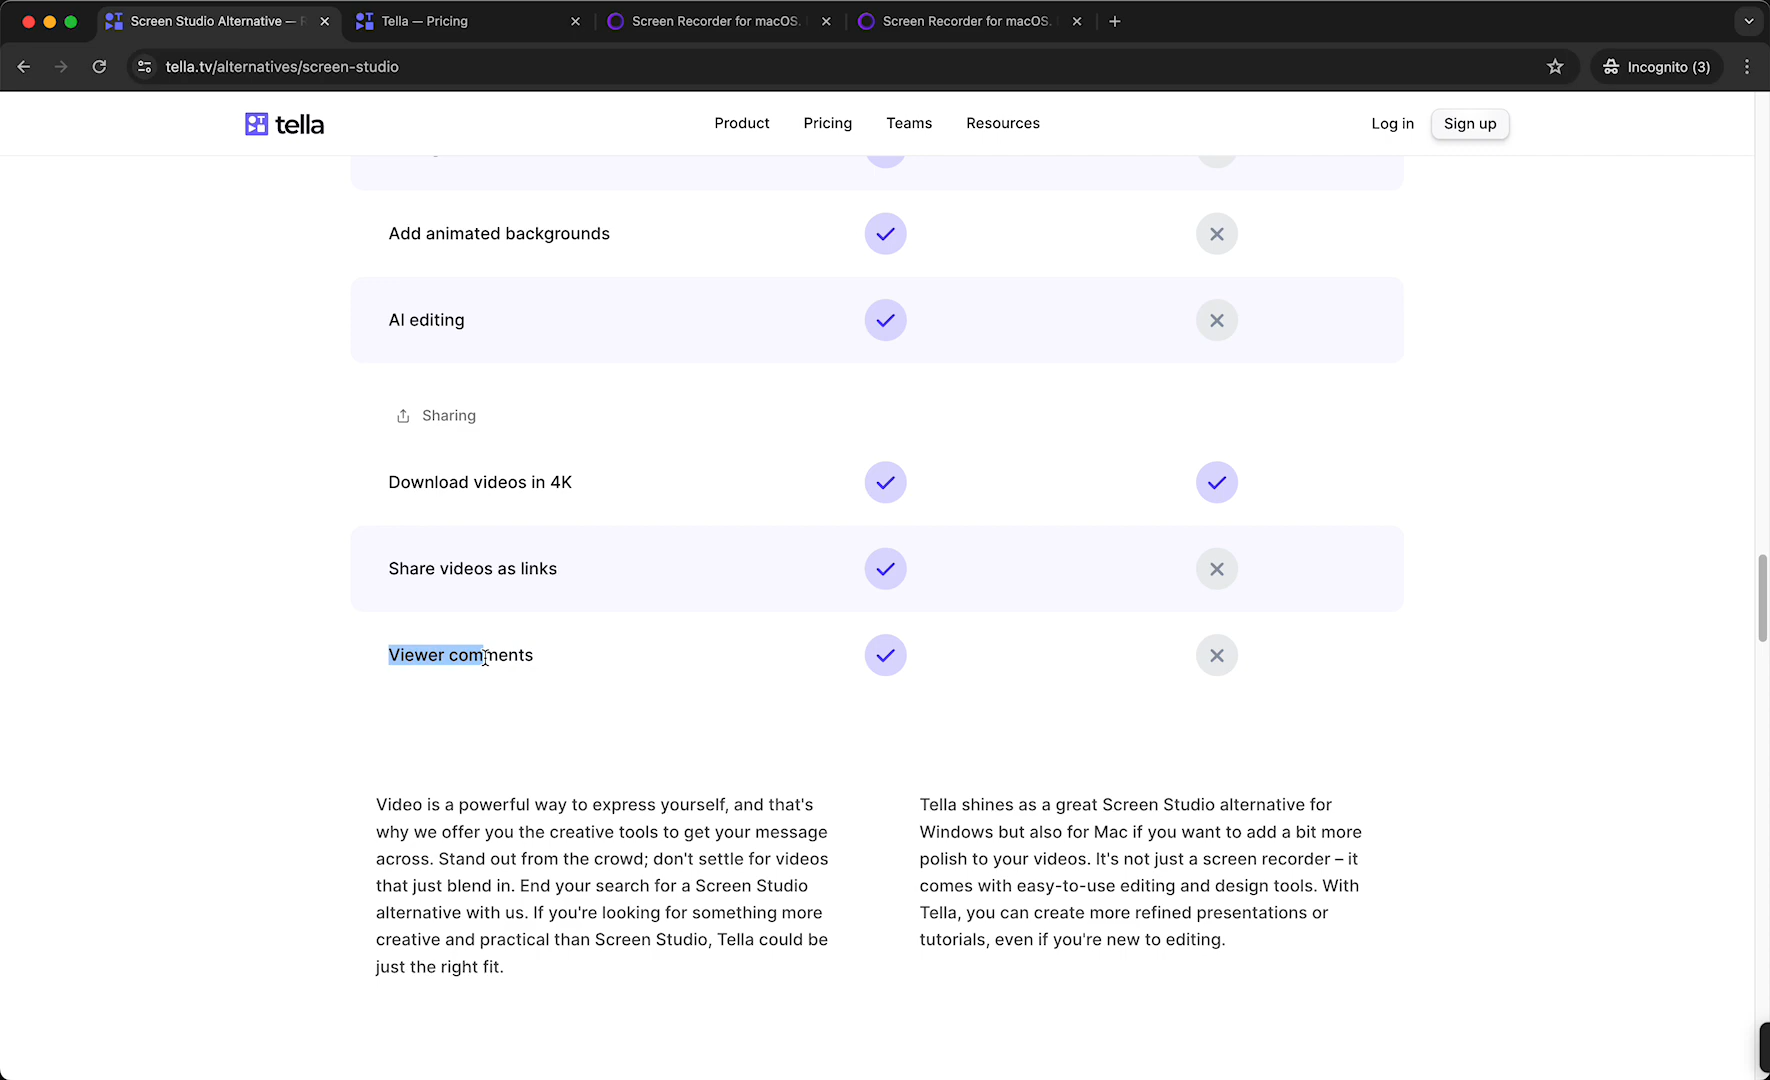 Screen Studio Alternative —
Tella — Pricing
Screen Recorder for macOS.
Screen Recorder for macOS.
tella.tv/alternatives/screen-studio
Incognito (3)
tella
Product
Pricing
Teams
Resources
Log in
Sign up
Add animated backgrounds
AI editing
Sharing
Download videos in 4K
Share videos as links
Viewer comments
Video is a powerful way to express yourself, and that's
why we offer you the creative tools to get your message
across. Stand out from the crowd; don't settle for videos
that just blend in. End your search for a Screen Studio
alternative with us. If you're looking for something more
creative and practical than Screen Studio, Tella could be
just the right fit.
Tella shines as a great Screen Studio alternative for
Windows but also for Mac if you want to add a bit more
polish to your videos. It's not just a screen recorder – it
comes with easy-to-use editing and design tools. With
Tella, you can create more refined presentations or
tutorials, even if you're new to editing.